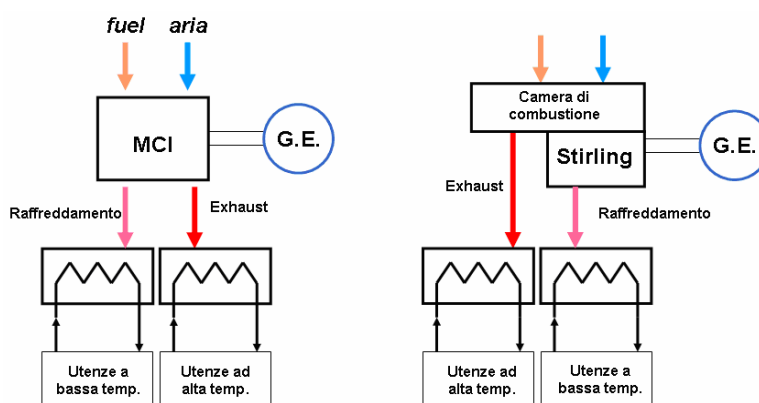 fuel aria
MCI
G.E.
Raffreddamento
Exhaust
Utenze a
bassa temp.
Utenze ad
alta temp.
Camera di
combustione
Stirling
G.E.
Exhaust
Raffreddamento
Utenze ad
alta temp.
Utenze a
bassa temp.